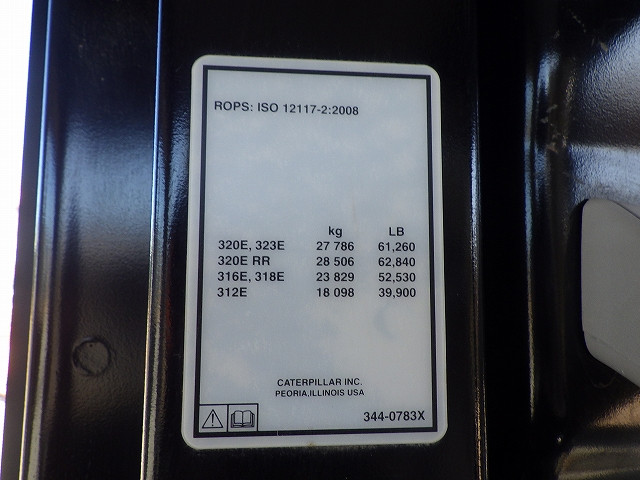 ROPS: ISO 12117-2:2008
kg LB
320E, 323E 27 786 61,260
320E RR 28 506 62,840
316E, 318E 23 829 52,530
312E 18 098 39,900
CATERPILLAR INC.
PEORIA,ILLINOIS USA
344-0783X